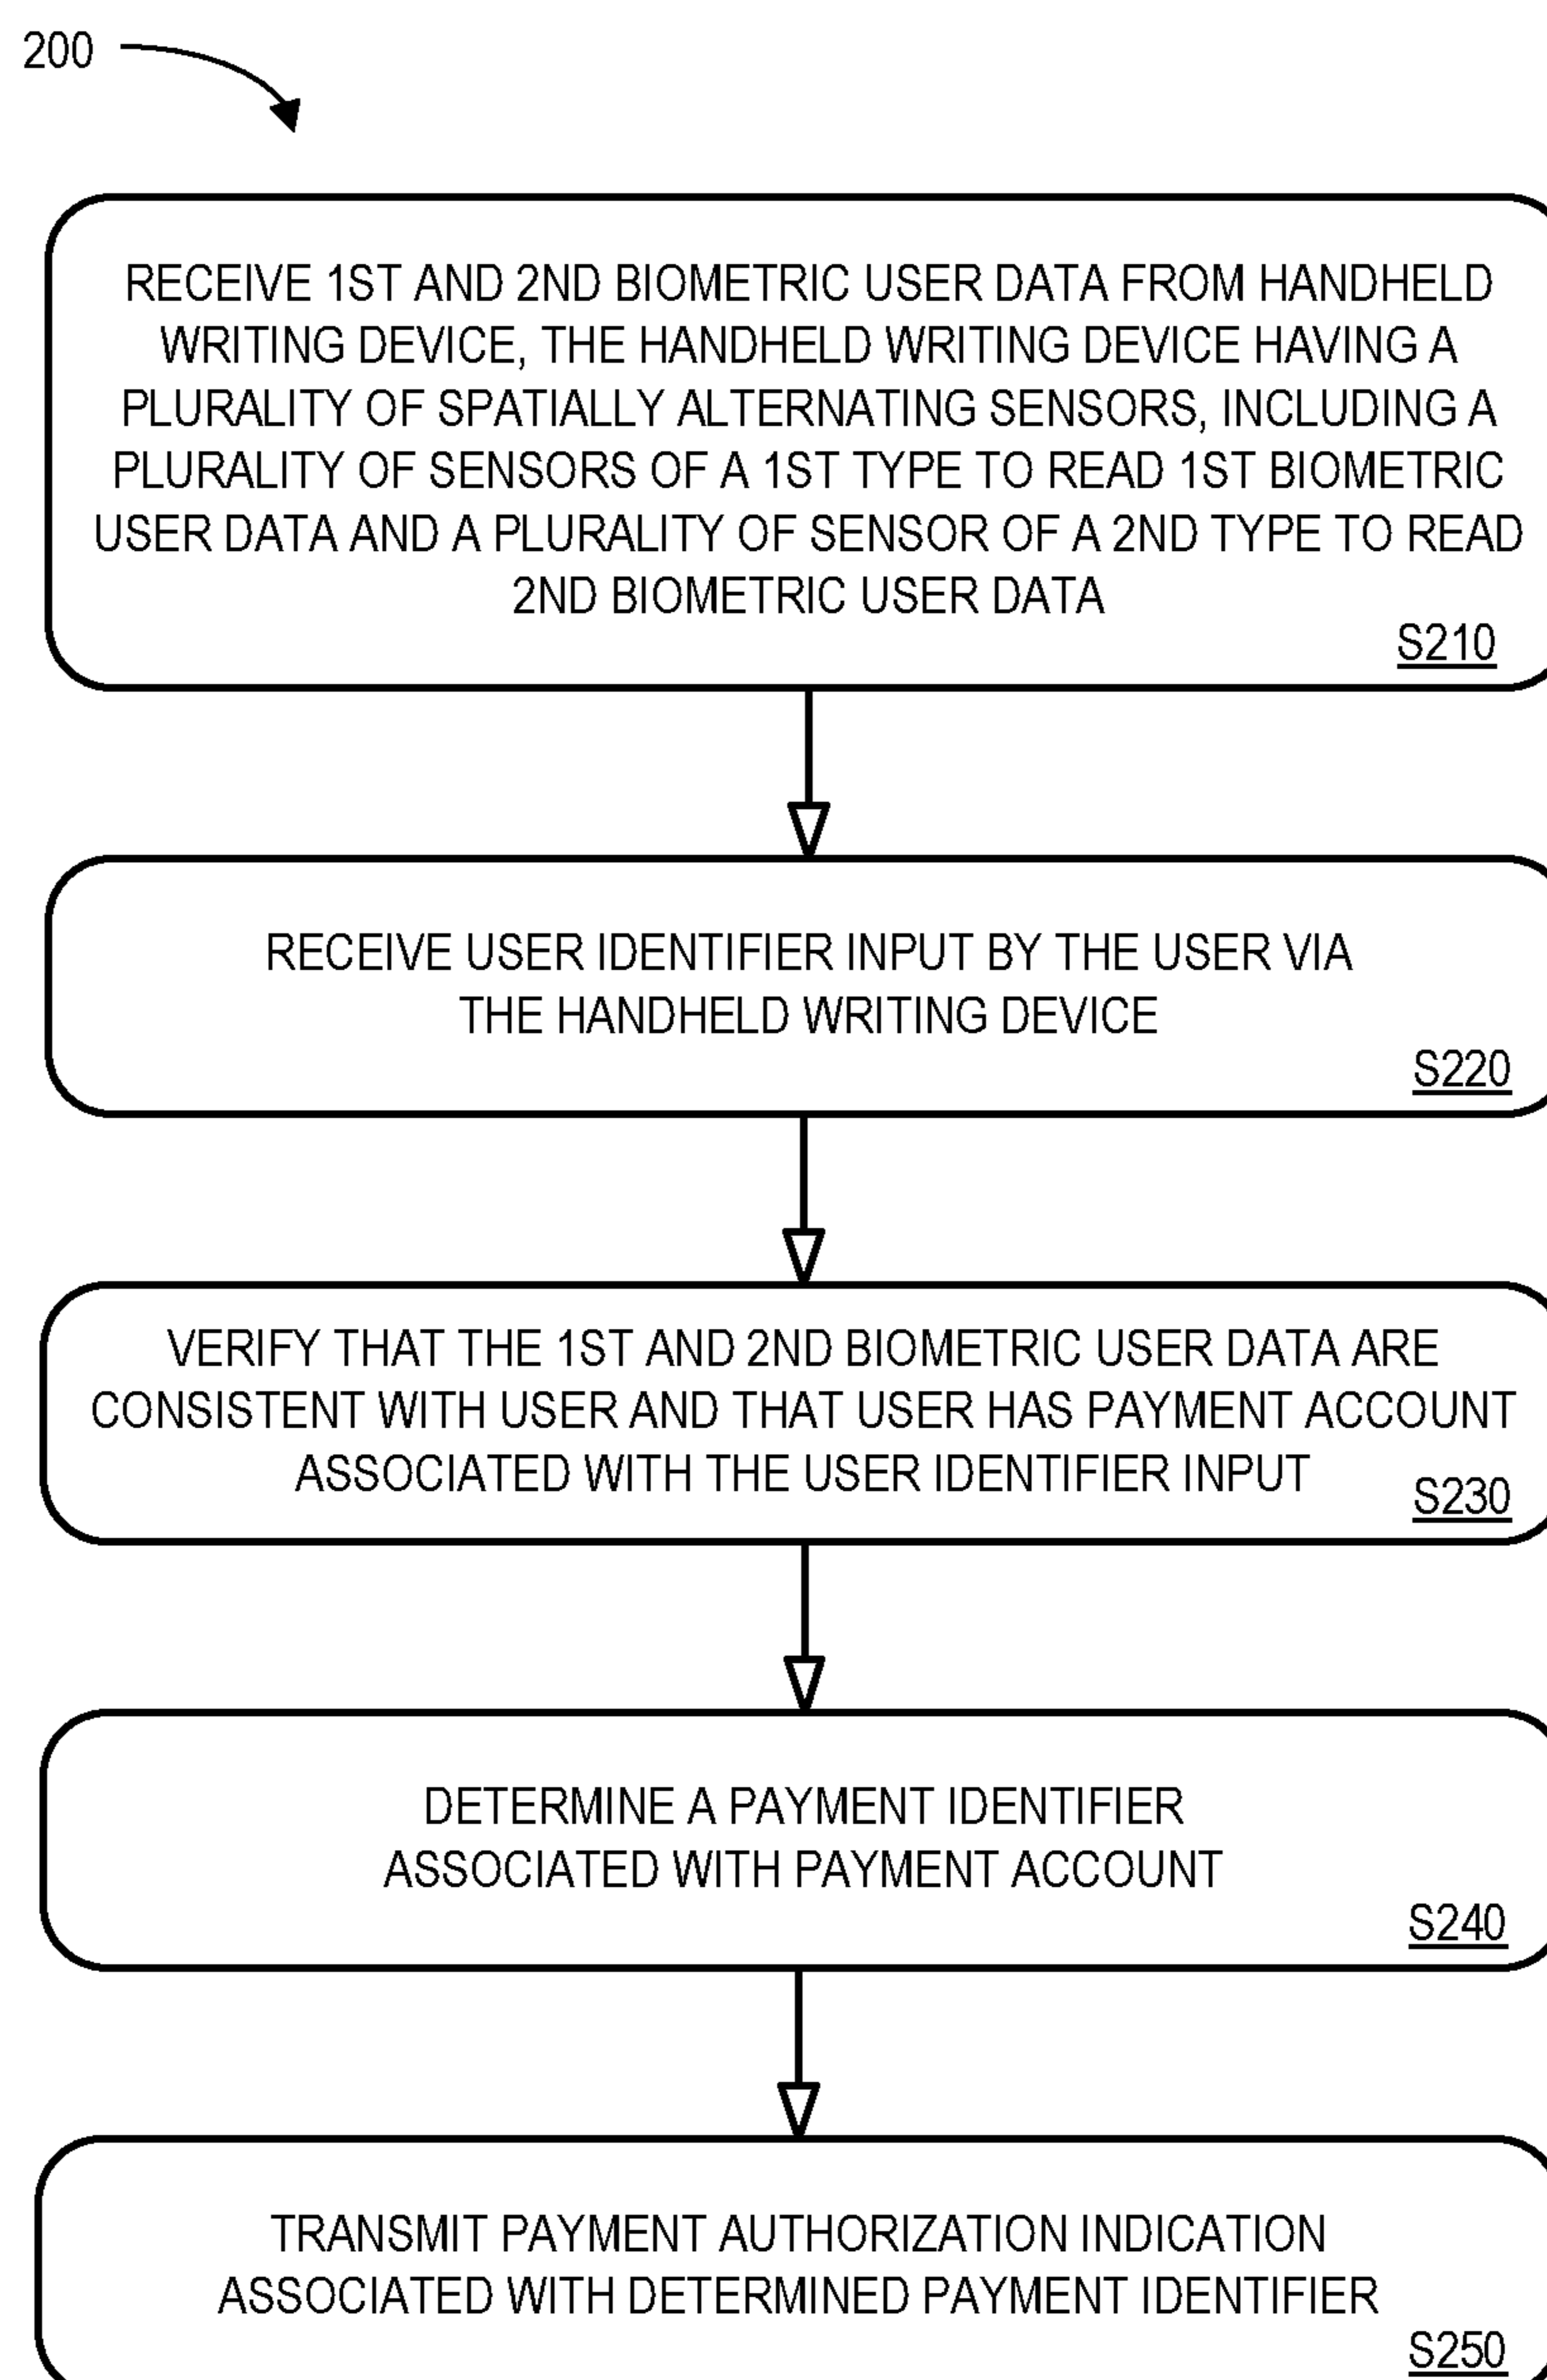 200
RECEIVE 1ST AND 2ND BIOMETRIC USER DATA FROM HANDHELD
WRITING DEVICE, THE HANDHELD WRITING DEVICE HAVING A
PLURALITY OF SPATIALLY ALTERNATING SENSORS, INCLUDING A
PLURALITY OF SENSORS OF A 1ST TYPE TO READ 1ST BIOMETRIC
USER DATA AND A PLURALITY OF SENSOR OF A 2ND TYPE TO READ
2ND BIOMETRIC USER DATA
S210
RECEIVE USER IDENTIFIER INPUT BY THE USER VIA
THE HANDHELD WRITING DEVICE
S220
VERIFY THAT THE 1ST AND 2ND BIOMETRIC USER DATA ARE
CONSISTENT WITH USER AND THAT USER HAS PAYMENT ACCOUNT
ASSOCIATED WITH THE USER IDENTIFIER INPUT
S230
DETERMINE A PAYMENT IDENTIFIER
ASSOCIATED WITH PAYMENT ACCOUNT
S240
TRANSMIT PAYMENT AUTHORIZATION INDICATION
ASSOCIATED WITH DETERMINED PAYMENT IDENTIFIER
S250